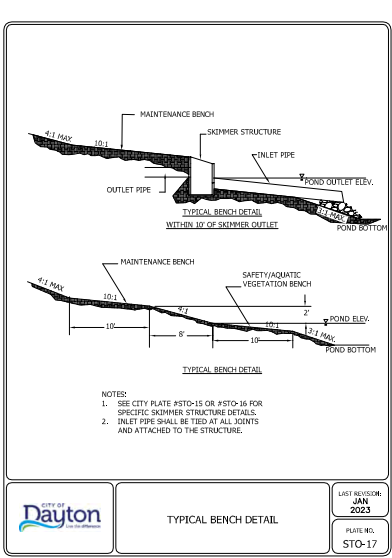 MAINTENANCE BENCH
SKIMMER STRUCTURE
4:1 MAX.
10:1
INLET PIPE
OUTLET PIPE
POND OUTLET ELEV.
TYPICAL BENCH DETAIL
WITHIN 10' OF SKIMMER OUTLET
3:1 MAX.
POND BOTTOM
MAINTENANCE BENCH
SAFETY/AQUATIC
VEGETATION BENCH
4:1 MAX.
10:1
4:1
2'
POND ELEV.
10:1
3:1 MAX.
10'
8'
10'
POND BOTTOM
TYPICAL BENCH DETAIL
NOTES:
1. SEE CITY PLATE #STO-15 OR #STO-16 FOR
SPECIFIC SKIMMER STRUCTURE DETAILS.
2. INLET PIPE SHALL BE TIED AT ALL JOINTS
AND ATTACHED TO THE STRUCTURE.
CITY OF
Dayton
Live the difference
TYPICAL BENCH DETAIL
LAST REVISION:
JAN
2023
PLATE NO.
STO-17